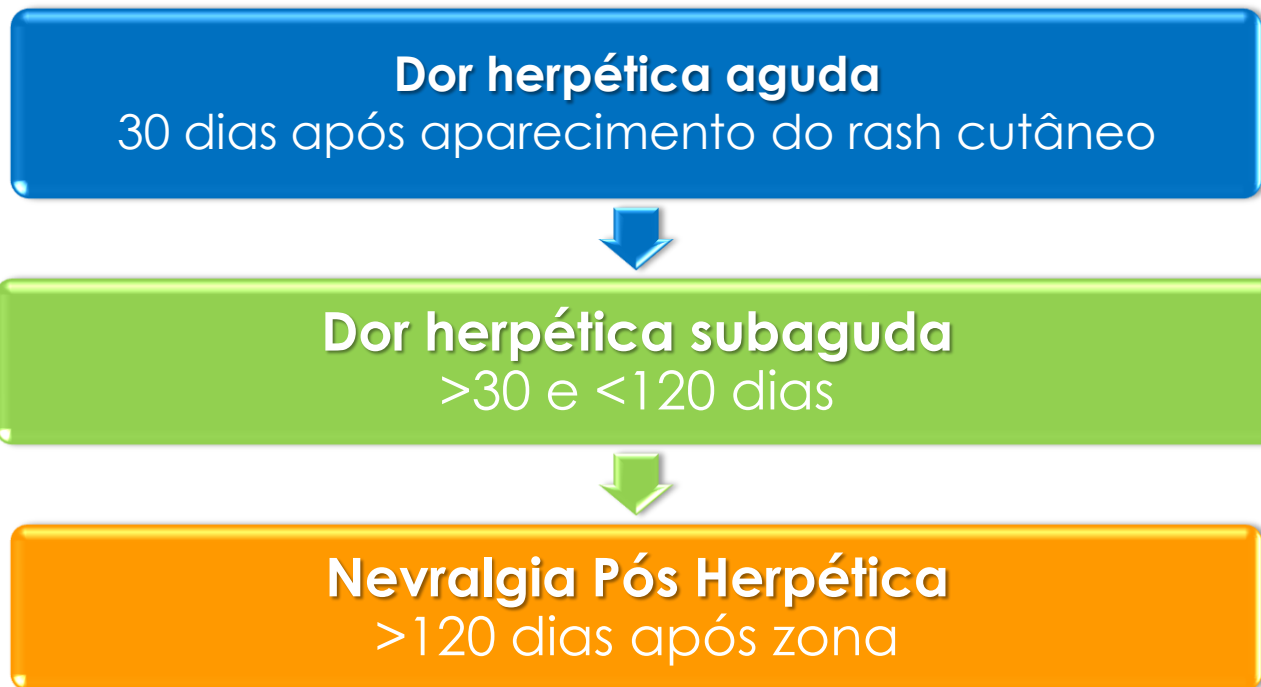 Dor herpética aguda
30 dias após aparecimento do rash cutâneo
Dor herpética subaguda
>30 e <120 dias
Nevralgia Pós Herpética
>120 dias após zona